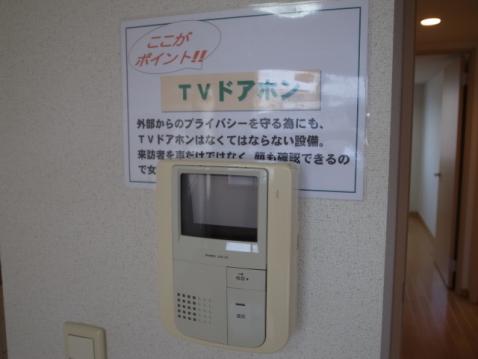 ここが
ポイント!!
TVドアホン
外部からのプライバシーを守る為にも、
TVドアホンはなくてはならない設備。
来訪者を声だけではなく、顔も確認できるの
で女